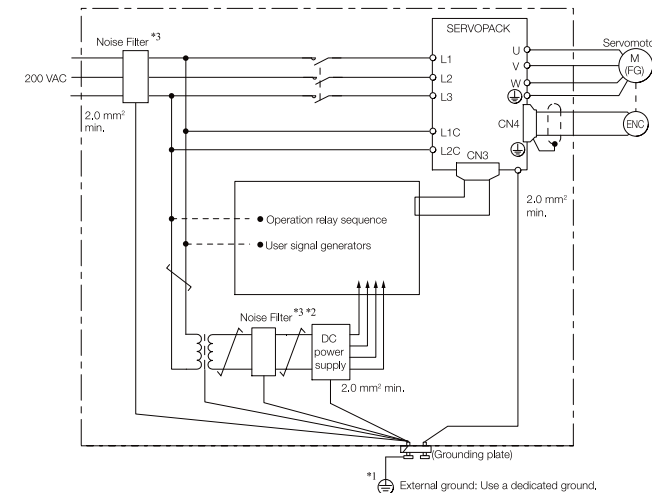 SERVOPACK
Noise Filter *3
U
Servomotor
L1
V
M
(FG)
200 VAC
L2
W
L3
2.0 mm²
min.
CN4
ENC
L1C
L2C
CN3
2.0 mm²
min.
Operation relay sequence
User signal generators
Noise Filter *3 *2
DC
power
supply
2.0 mm² min.
(Grounding plate)
*1
External ground: Use a dedicated ground.